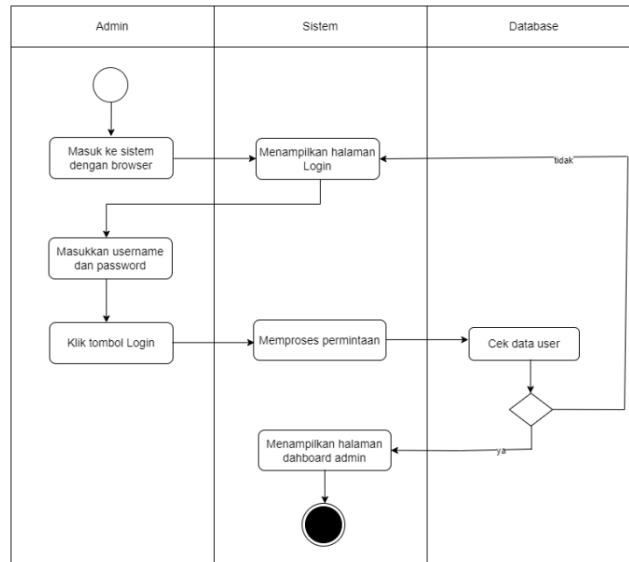 Admin
Sistem
Database
Masuk ke sistem
dengan browser
Menampilkan halaman
Login
tidak
Masukkan username
dan password
Klik tombol Login
Memproses permintaan
Cek data user
Menampilkan halaman
dahboard admin
ya